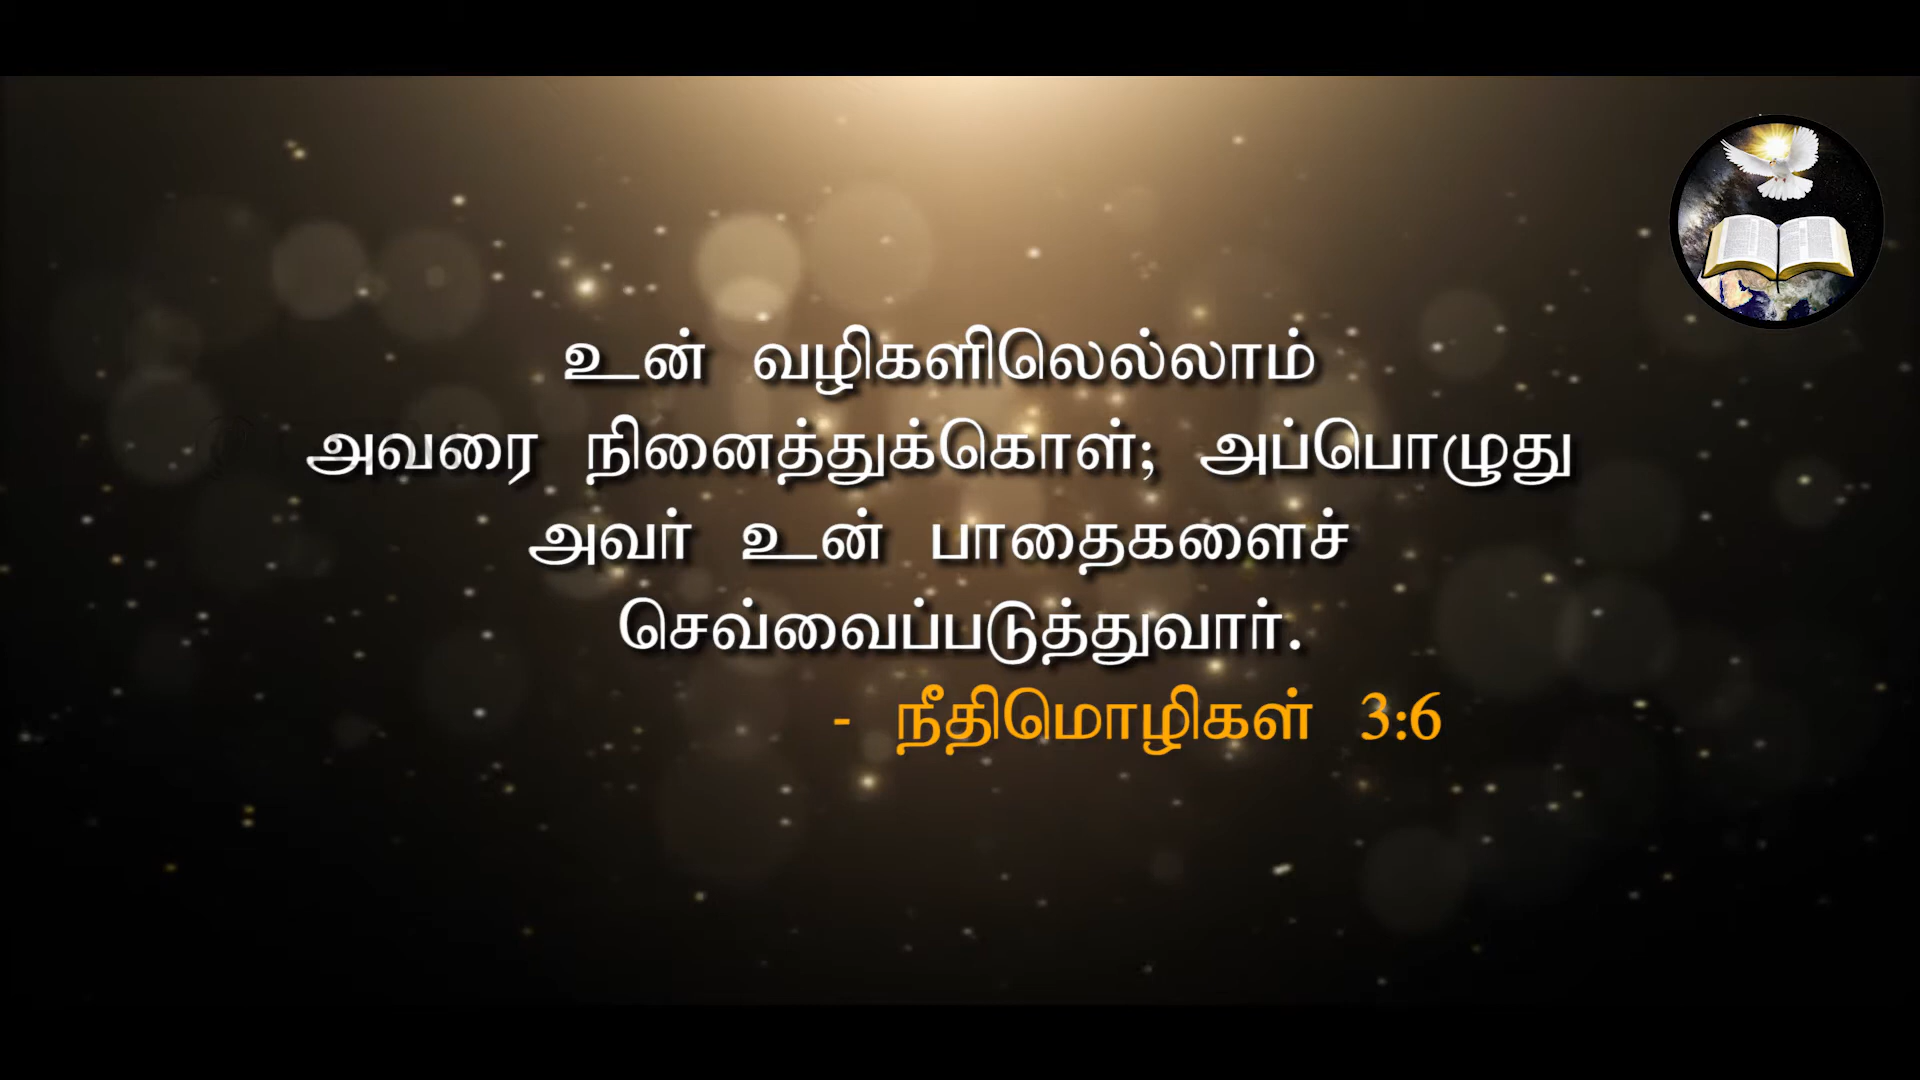 உன் வழிகளிலெல்லாம்
அவரை நினைத்துக்கொள்; அப்பொழுது
அவர் உன் பாதைகளைச்
செவ்வைப்படுத்துவார்.
- நீதிமொழிகள் 3:6